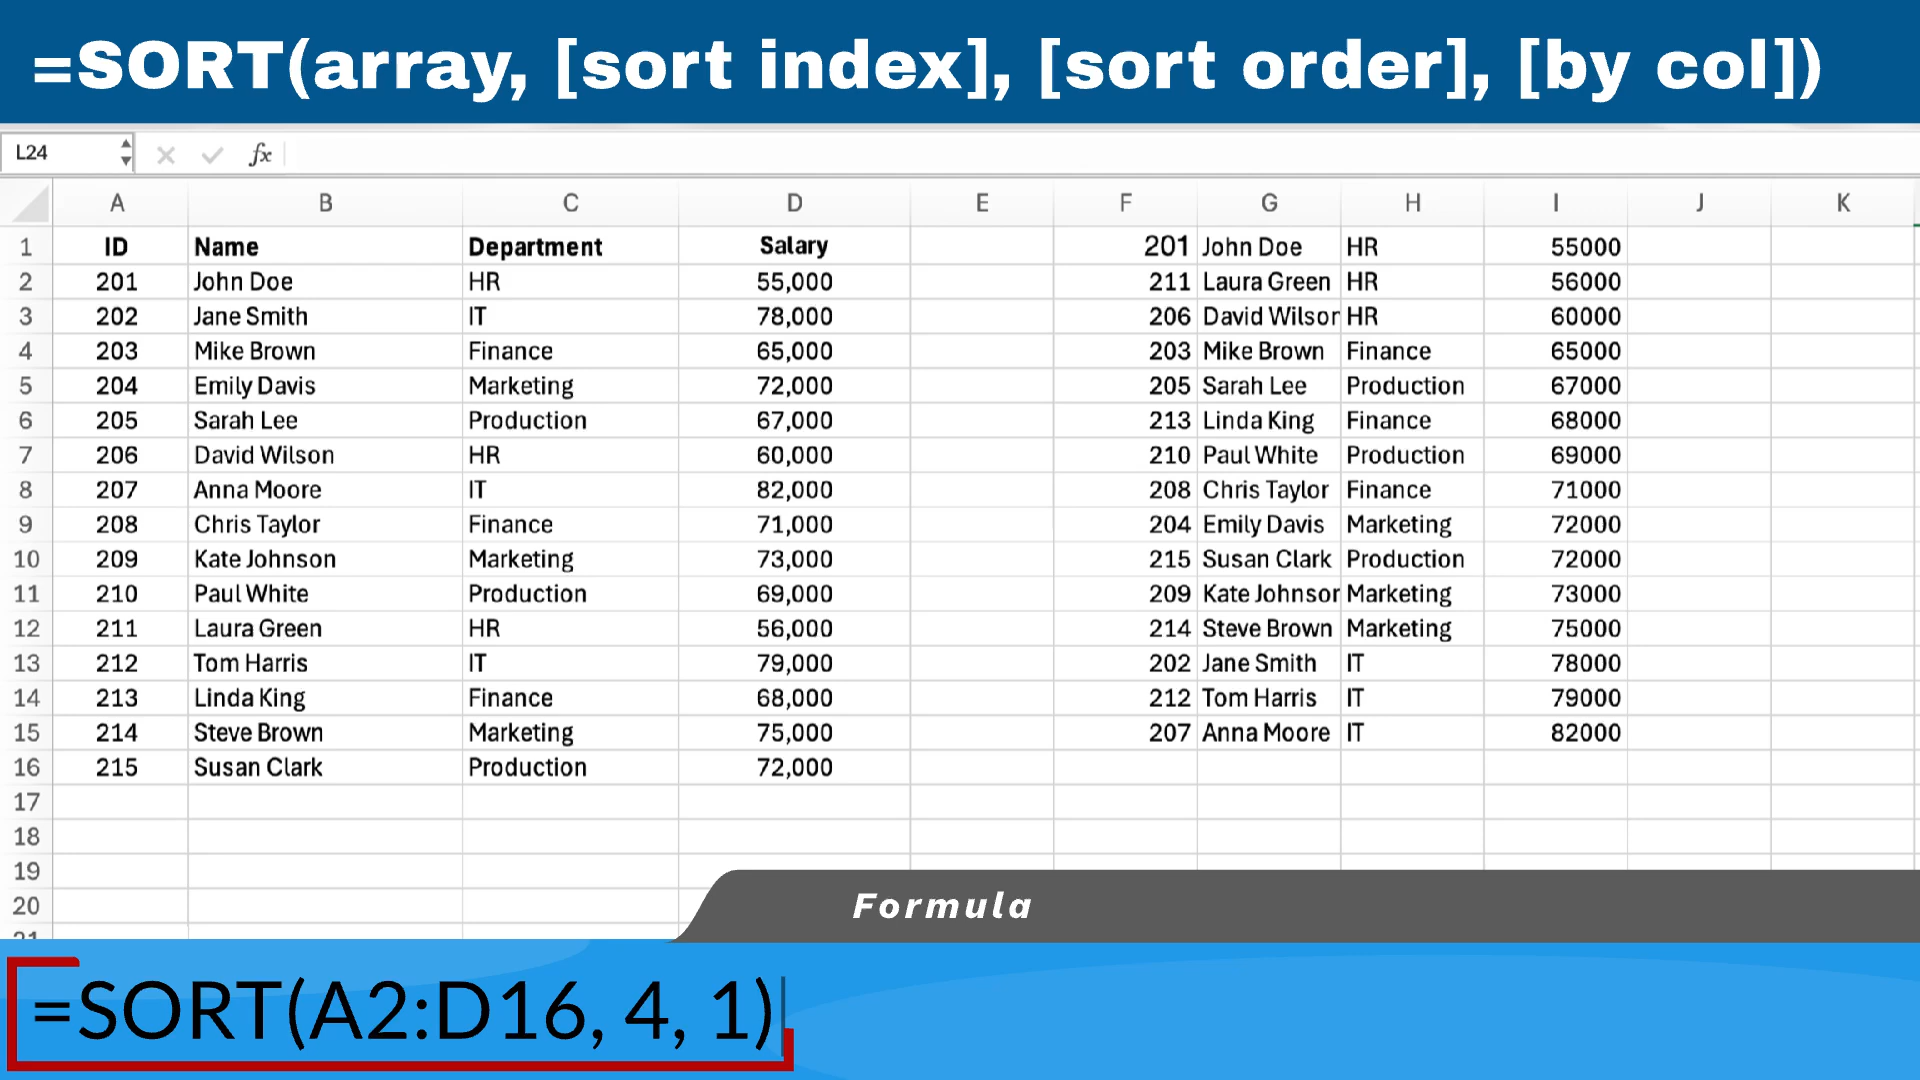 =SORT(array, [sort index], [sort order], [by col])
L24 fx
A B C D E F G H I J K
1 ID Name Department Salary 201 John Doe HR 55000
2 201 John Doe HR 55,000 211 Laura Green HR 56000
3 202 Jane Smith IT 78,000 206 David Wilson HR 60000
4 203 Mike Brown Finance 65,000 203 Mike Brown Finance 65000
5 204 Emily Davis Marketing 72,000 205 Sarah Lee Production 67000
6 205 Sarah Lee Production 67,000 213 Linda King Finance 68000
7 206 David Wilson HR 60,000 210 Paul White Production 69000
8 207 Anna Moore IT 82,000 208 Chris Taylor Finance 71000
9 208 Chris Taylor Finance 71,000 204 Emily Davis Marketing 72000
10 209 Kate Johnson Marketing 73,000 215 Susan Clark Production 72000
11 210 Paul White Production 69,000 209 Kate Johnson Marketing 73000
12 211 Laura Green HR 56,000 214 Steve Brown Marketing 75000
13 212 Tom Harris IT 79,000 202 Jane Smith IT 78000
14 213 Linda King Finance 68,000 212 Tom Harris IT 79000
15 214 Steve Brown Marketing 75,000 207 Anna Moore IT 82000
16 215 Susan Clark Production 72,000
17
18
19
20
21
Formula
=SORT(A2:D16, 4, 1)